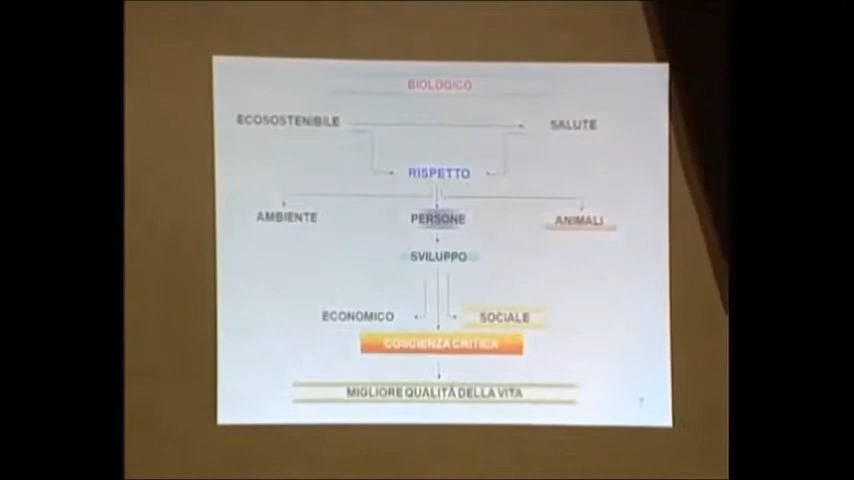 BIOLOGICO
ECOSOSTENIBILE
SALUTE
RISPETTO
AMBIENTE
PERSONE
ANIMALI
SVILUPPO
ECONOMICO
SOCIALE
COSCIENZA CRITICA
MIGLIORE QUALITÀ DELLA VITA